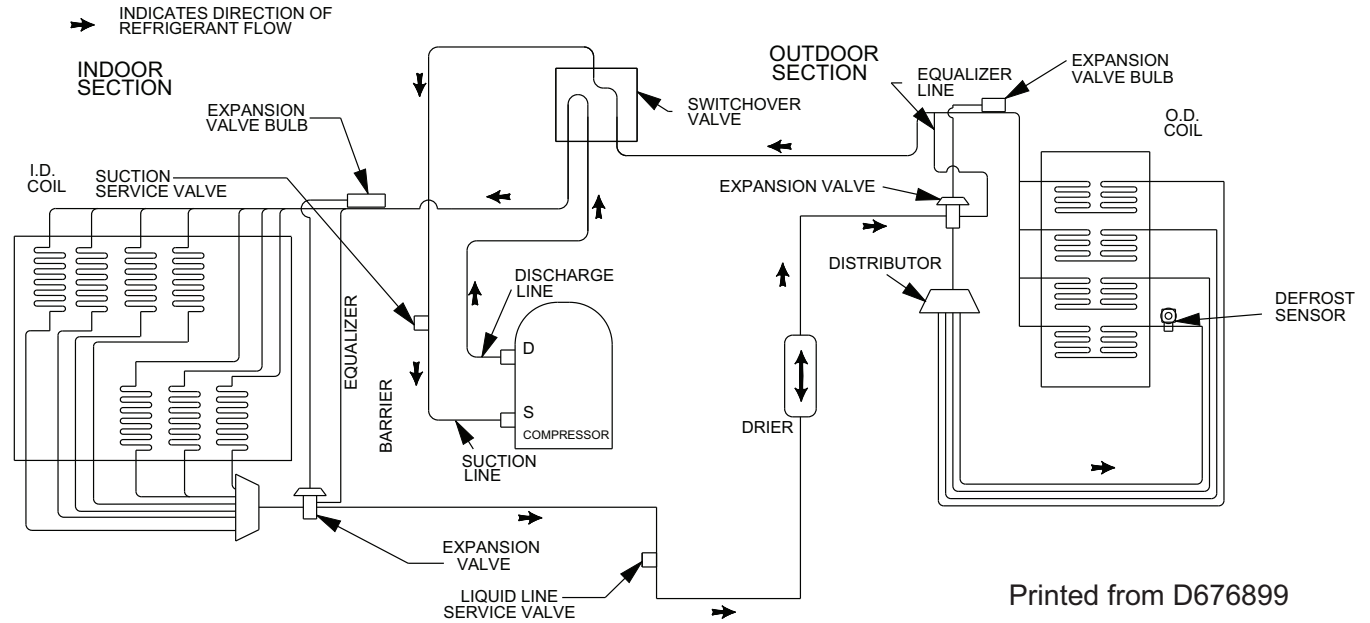 INDICATES DIRECTION OF
REFRIGERANT FLOW
INDOOR
SECTION
OUTDOOR
SECTION
EQUALIZER
LINE
EXPANSION
VALVE BULB
SWITCHOVER
VALVE
EXPANSION
VALVE BULB
O.D.
COIL
I.D.
COIL
SUCTION
SERVICE VALVE
EXPANSION VALVE
DISTRIBUTOR
DISCHARGE
LINE
DEFROST
SENSOR
EQUALIZER
BARRIER
D
S
COMPRESSOR
DRIER
SUCTION
LINE
EXPANSION
VALVE
LIQUID LINE
SERVICE VALVE
Printed from D676899